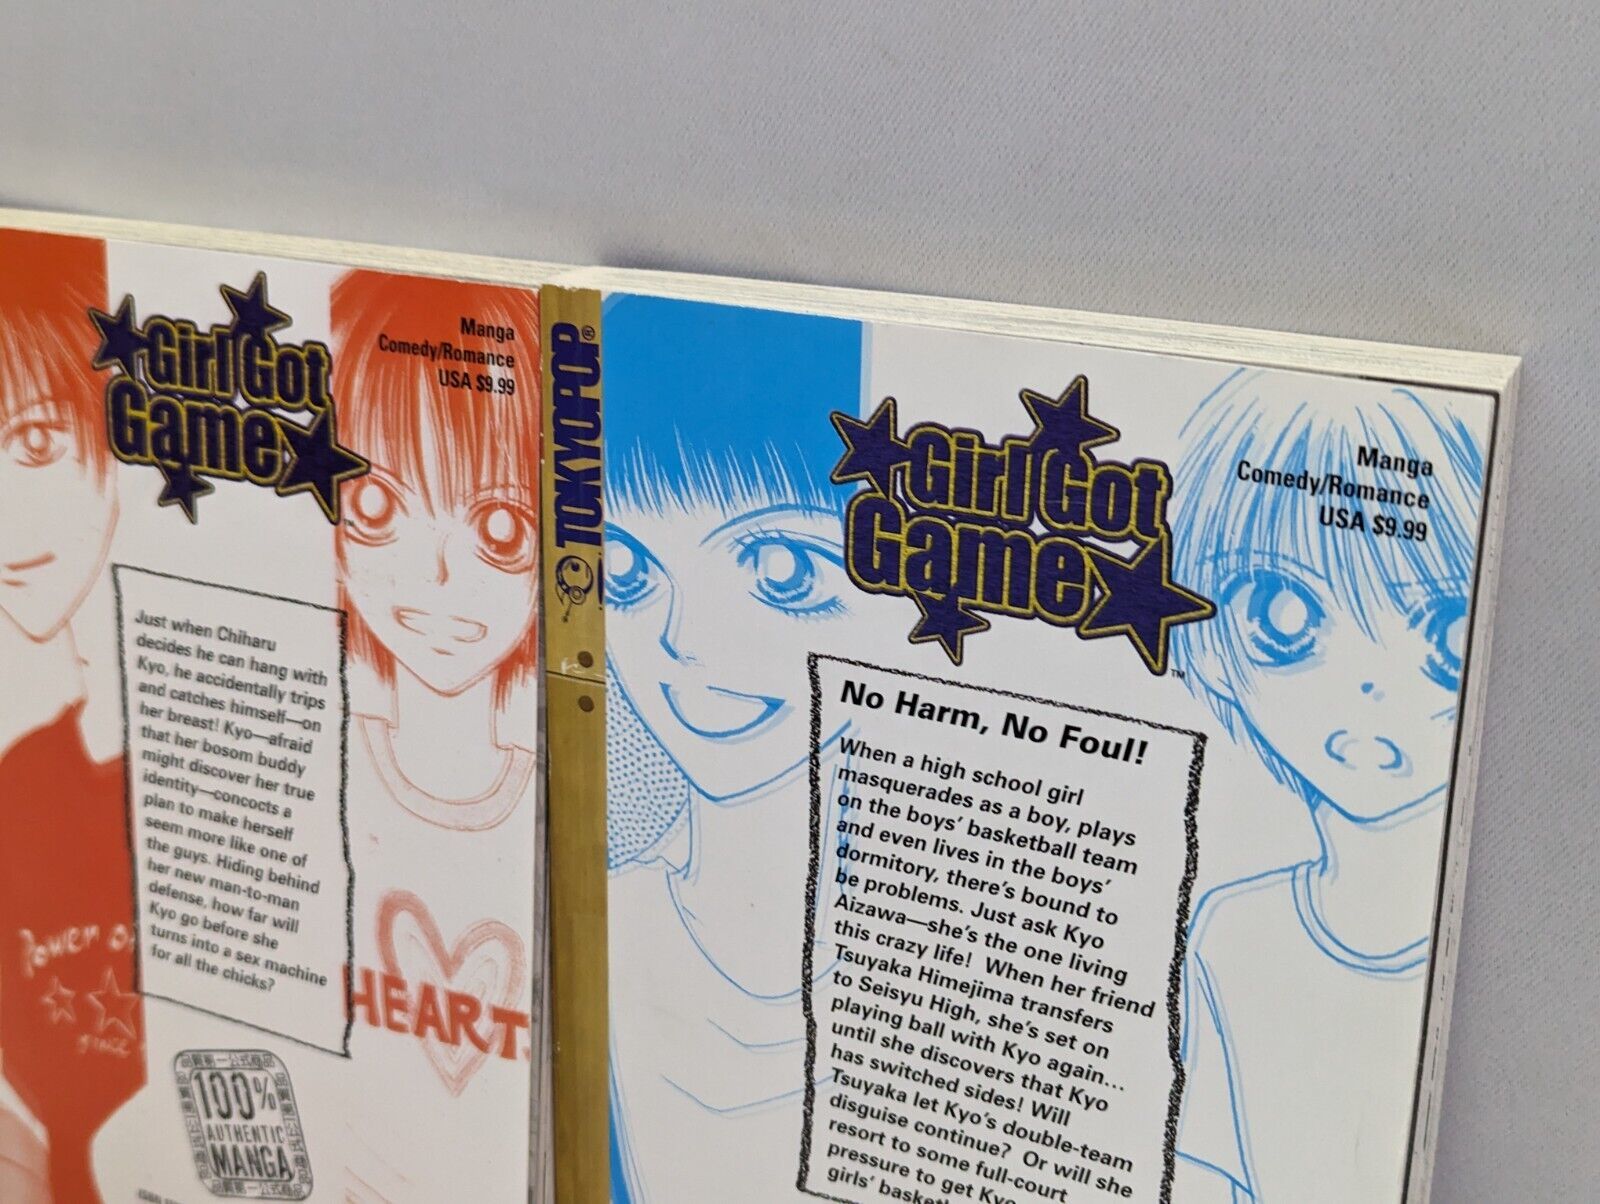 Girl Got
Game
Manga
Comedy/Romance
USA $9.99
Just when Chiharu
decides he can hang with
Kyo, he accidentally trips
and catches himself—on
her breast! Kyo—afraid
that her bosom buddy
might discover her true
identity—concocts a
plan to make herself
seem more like one of
the guys. Hiding behind
her new man-to-man
defense, how far will
Kyo go before she
turns into a sex machine
for all the chicks?
Power of
HEART
100%
AUTHENTIC
MANGA
TOKYOPOP®
Girl Got
Game
TM
Manga
Comedy/Romance
USA $9.99
No Harm, No Foul!
When a high school girl
masquerades as a boy, plays
on the boys' basketball team
and even lives in the boys'
dormitory, there's bound to
be problems. Just ask Kyo
Aizawa—she's the one living
this crazy life! When her friend
Tsuyaka Himejima transfers
to Seisyu High, she's set on
playing ball with Kyo again...
until she discovers that Kyo
has switched sides! Will
Tsuyaka let Kyo's double-team
disguise continue? Or will she
resort to some full-court
pressure to get Kyo
girls'